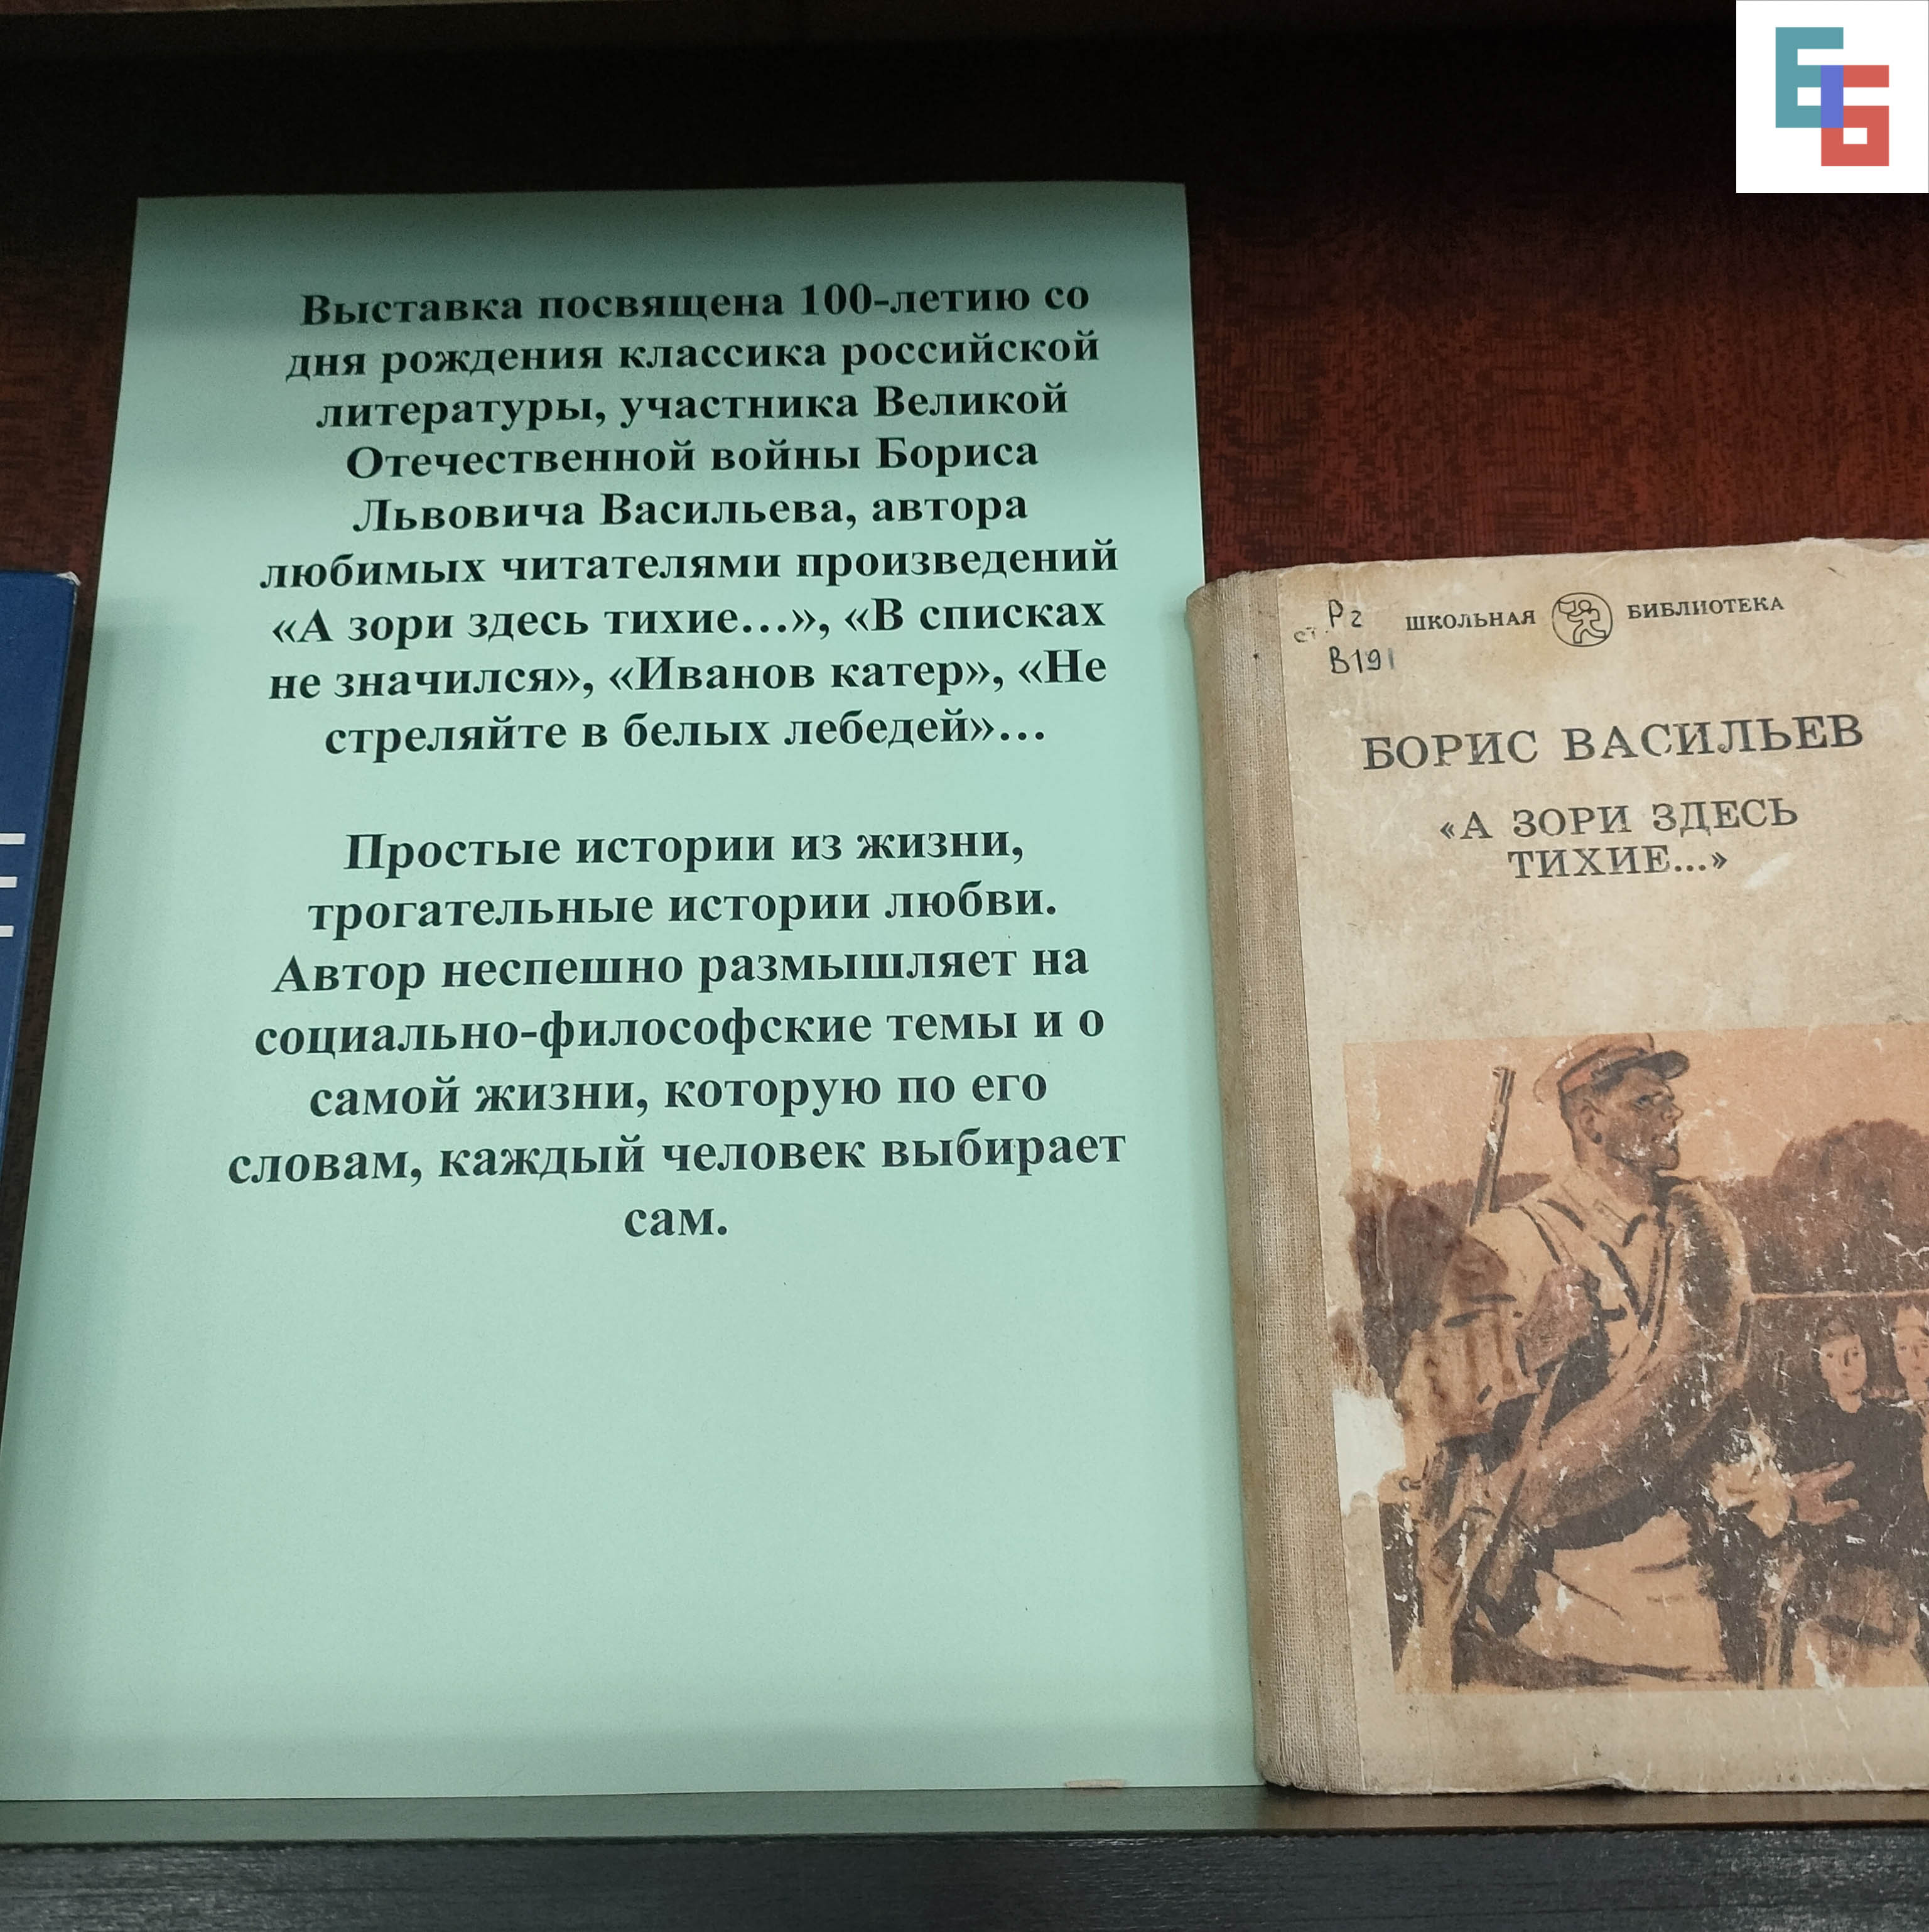 Выставка посвящена 100-летию со
дня рождения классика российской
литературы, участника Великой
Отечественной войны Бориса
Львовича Васильева, автора
любимых читателями произведений
«А зори здесь тихие...», «В списках
не значился», «Иванов катер», «Не
стреляйте в белых лебедей»...
Простые истории из жизни,
трогательные истории любви.
Автор неспешно размышляет на
социально-философские темы и о
самой жизни, которую по его
словам, каждый человек выбирает
сам.
ст. Р2
В191
ШКОЛЬНАЯ БИБЛИОТЕКА
БОРИС ВАСИЛЬЕВ
«А ЗОРИ ЗДЕСЬ
ТИХИЕ...»